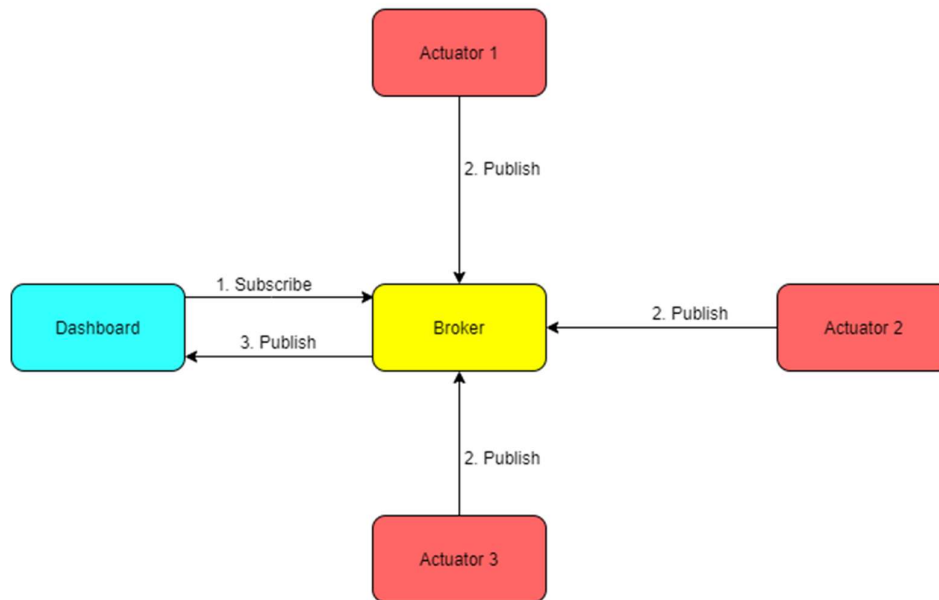 Actuator 1
2. Publish
1. Subscribe
Dashboard
3. Publish
Broker
2. Publish
Actuator 2
2. Publish
Actuator 3